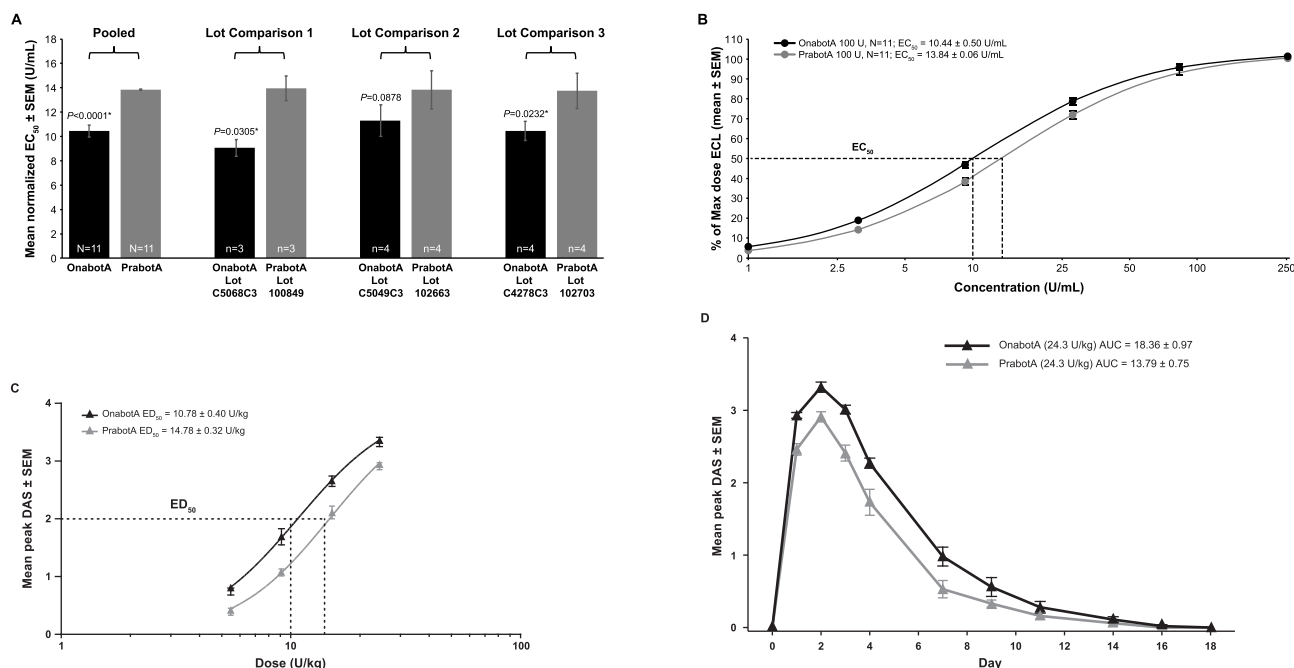 A
Pooled
Lot Comparison 1
Lot Comparison 2
Lot Comparison 3
Mean normalized EC50 ± SEM (U/mL)
18
16
14
12
10
8
6
4
2
0
P<0.0001*
P=0.0305*
P=0.0878
P=0.0232*
N=11
N=11
n=3
n=3
n=4
n=4
n=4
n=4
OnabotA
PrabotA
OnabotA Lot C5068C3
PrabotA Lot 100849
OnabotA Lot C5049C3
PrabotA Lot 102663
OnabotA Lot C4278C3
PrabotA Lot 102703
B
OnabotA 100 U, N=11; EC50 = 10.44 ± 0.50 U/mL
PrabotA 100 U, N=11; EC50 = 13.84 ± 0.06 U/mL
% of Max dose ECL (mean ± SEM)
110
100
90
80
70
60
50
40
30
20
10
0
EC50
1
2.5
5
10
25
50
100
250
Concentration (U/mL)
C
OnabotA ED50 = 10.78 ± 0.40 U/kg
PrabotA ED50 = 14.78 ± 0.32 U/kg
Mean peak DAS ± SEM
4
3
2
1
0
ED50
1
10
100
Dose (U/kg)
D
OnabotA (24.3 U/kg) AUC = 18.36 ± 0.97
PrabotA (24.3 U/kg) AUC = 13.79 ± 0.75
Mean peak DAS ± SEM
4
3
2
1
0
0
2
4
6
8
10
12
14
16
18
Day